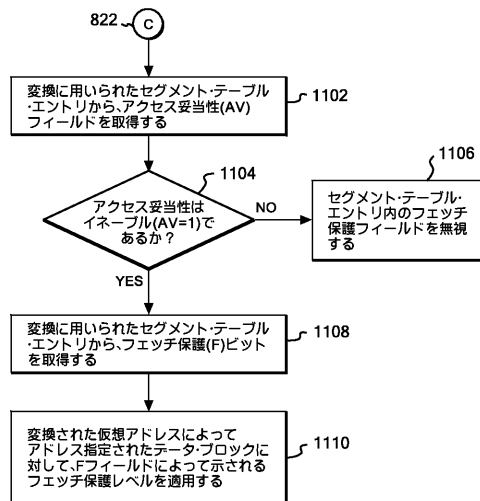 822
C
変換に用いられたセグメント・テーブル
・エントリから、アクセス妥当性(AV)
フィールドを取得する
1102
1104
アクセス妥当性は
イネーブル(AV=1)で
あるか？
NO
YES
1106
セグメント・テーブル・
エントリ内のフェッチ
保護フィールドを無視
する
変換に用いられたセグメント・テーブル
・エントリから、フェッチ保護(F)ビット
を取得する
1108
変換された仮想アドレスによって
アドレス指定されたデータ・ブロックに
対して、Fフィールドによって示される
フェッチ保護レベルを適用する
1110